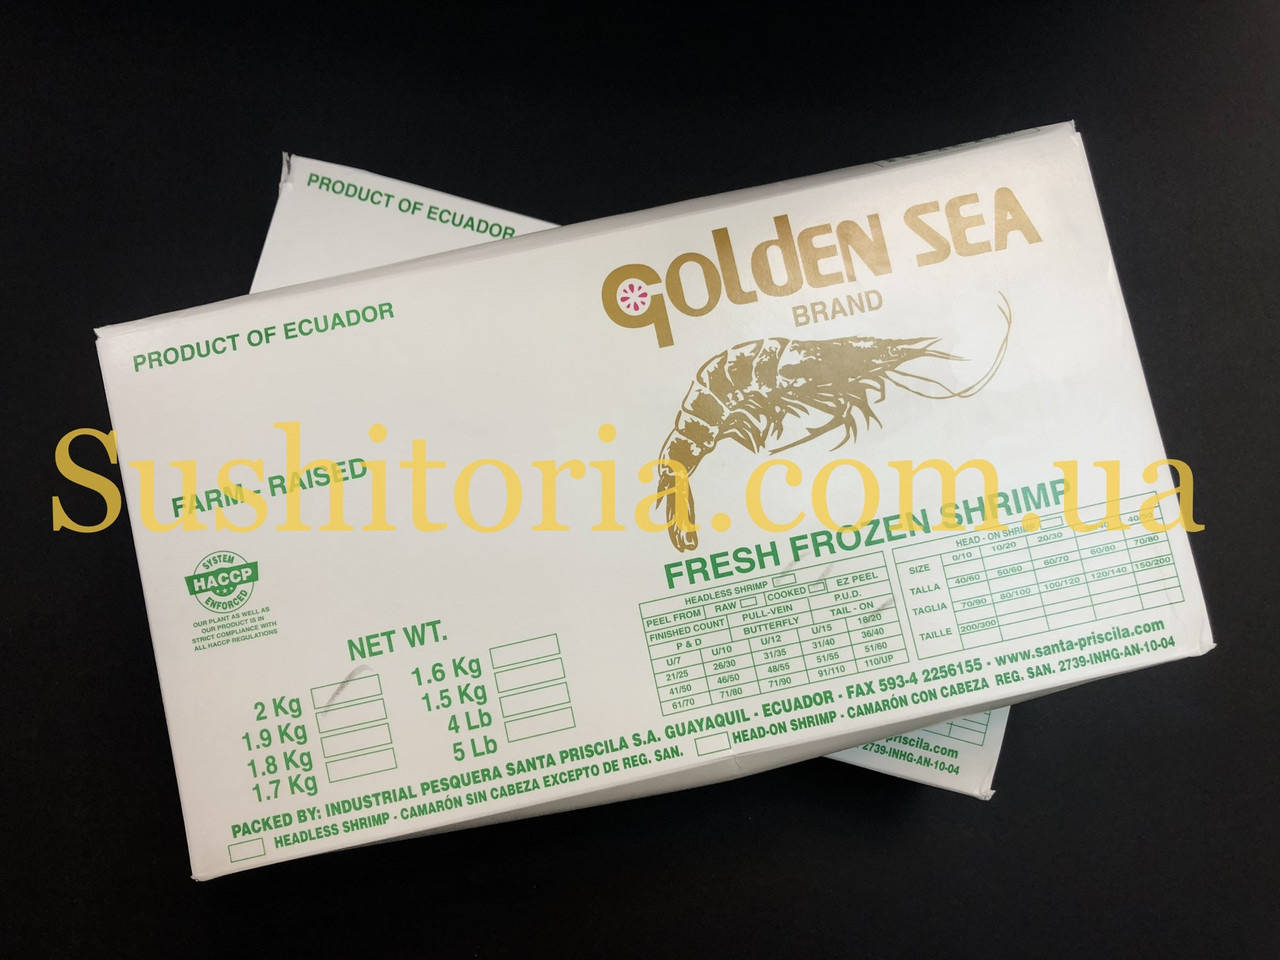 PRODUCT OF ECUADOR
PRODUCT OF ECUADOR
GOLDEN SEA
BRAND
FARM - RAISED
Sushitoria.com.ua
FRESH FROZEN SHRIMP
SYSTEM
HACCP
ENFORCED
OUR PLANT AS WELL AS
OUR PRODUCT IS IN
STRICT COMPLIANCE WITH
ALL HACCP REGULATIONS
NET WT.
2 Kg
1.9 Kg
1.8 Kg
1.7 Kg
1.6 Kg
1.5 Kg
4 Lb
5 Lb
HEADLESS SHRIMP
PEEL FROM RAW COOKED EZ PEEL
FINISHED COUNT PULL-VEIN P.U.D.
P & D BUTTERFLY TAIL - ON
U/7 U/10 U/12 U/15 16/20
21/25 26/30 31/35 31/40 36/40
41/50 46/50 48/55 51/55 51/60
61/70 71/80 71/90 91/110 110/UP
HEAD - ON SHRIMP
SIZE 0/10 10/20 20/30
TALLA 40/60 50/60 60/70 60/80 70/80
TAGLIA 70/90 80/100 100/120 120/140 150/200
TAILLE 200/300
PACKED BY: INDUSTRIAL PESQUERA SANTA PRISCILA S.A. GUAYAQUIL - ECUADOR - FAX 593-4 2256155 - www.santa-priscila.com
HEADLESS SHRIMP - CAMARÓN SIN CABEZA EXCEPTO DE REG. SAN. HEAD-ON SHRIMP - CAMARÓN CON CABEZA REG. SAN. 2739-INHG-AN-10-04
priscila.com
2739-INHG-AN-10-04